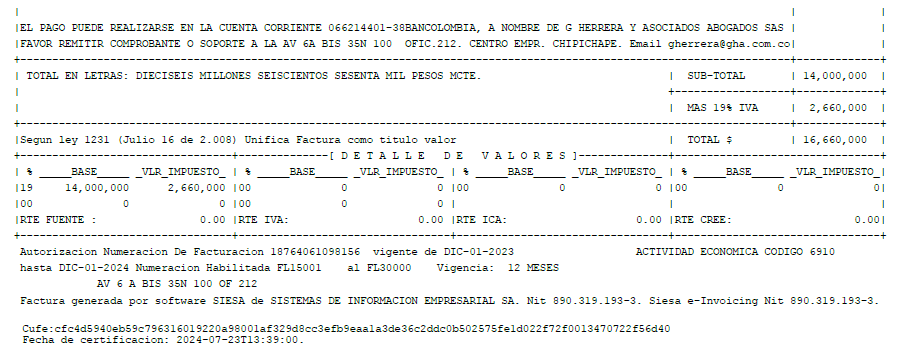 EL PAGO PUEDE REALIZARSE EN LA CUENTA CORRIENTE 066214401-38BANCOLOMBIA, A NOMBRE DE G HERRERA Y ASOCIADOS ABOGADOS SAS
FAVOR REMITIR COMPROBANTE O SOPORTE A LA AV 6A BIS 35N 100 OFIC.212. CENTRO EMPR. CHIPICHAPE. Email gherrera@gha.com.co
TOTAL EN LETRAS: DIECISEIS MILLONES SEISCIENTOS SESENTA MIL PESOS MCTE. | SUB-TOTAL | 14,000,000
MAS 19% IVA | 2,660,000
Segun ley 1231 (Julio 16 de 2.008) Unifica Factura como titulo valor | TOTAL $ | 16,660,000
[ D E T A L L E   D E   V A L O R E S ]
| % _____BASE_____ _VLR_IMPUESTO_| % _____BASE_____ _VLR_IMPUESTO_ | % _____BASE_____ _VLR_IMPUESTO_ | % _____BASE_____ _VLR_IMPUESTO_|
|19 14,000,000 2,660,000 |00 0 0 |00 0 0 |00 0 0|
|00 0 0 |00 0 0 | | |
|RTE FUENTE : 0.00 |RTE IVA: 0.00 |RTE ICA: 0.00 |RTE CREE: 0.00|
Autorizacion Numeracion De Facturacion 18764061098156 vigente de DIC-01-2023 ACTIVIDAD ECONOMICA CODIGO 6910
hasta DIC-01-2024 Numeracion Habilitada FL15001 al FL30000 Vigencia: 12 MESES
AV 6 A BIS 35N 100 OF 212
Factura generada por software SIESA de SISTEMAS DE INFORMACION EMPRESARIAL SA. Nit 890.319.193-3. Siesa e-Invoicing Nit 890.319.193-3.
Cufe:cfc4d5940eb59c796316019220a98001af329d8cc3efb9eaa1a3de36c2ddc0b502575fe1d022f72f0013470722f56d40
Fecha de certificacion: 2024-07-23T13:39:00.